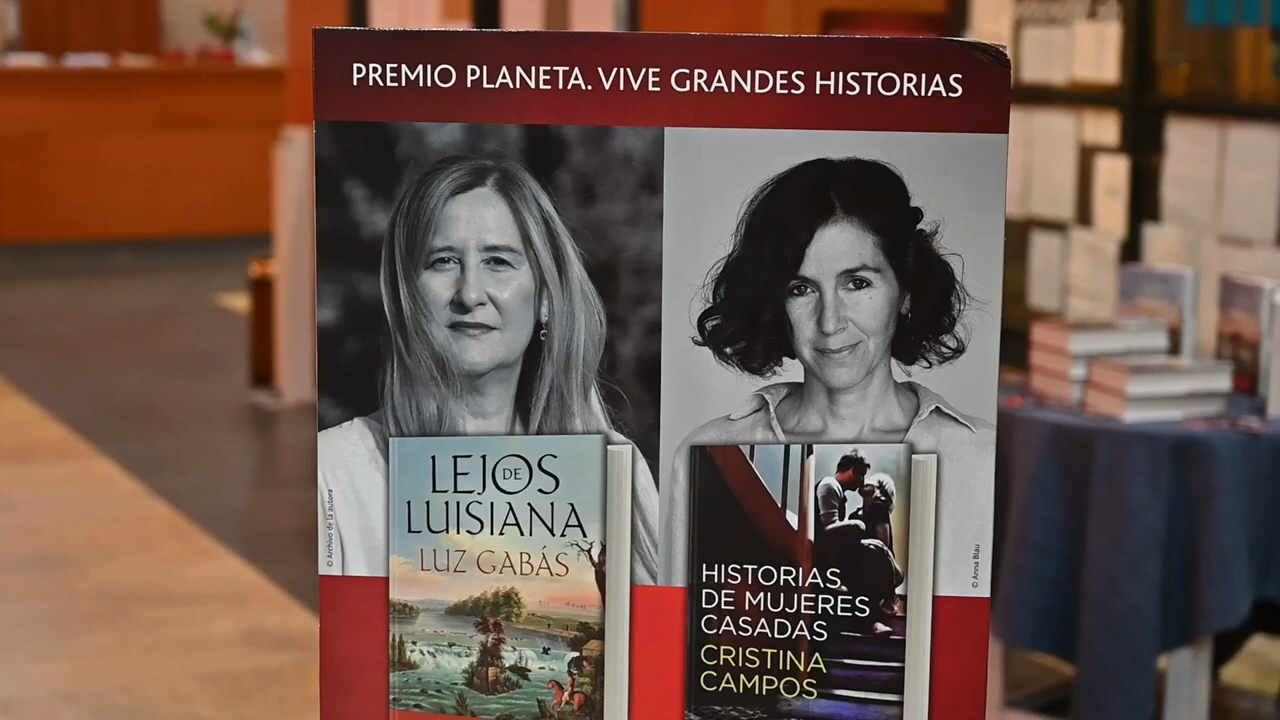 PREMIO PLANETA. VIVE GRANDES HISTORIAS
© Archivo de la autora
© Anna Blau
LEJOS
DE
LUISIANA
LUZ GABÁS
HISTORIAS
DE MUJERES
CASADAS
CRISTINA
CAMPOS